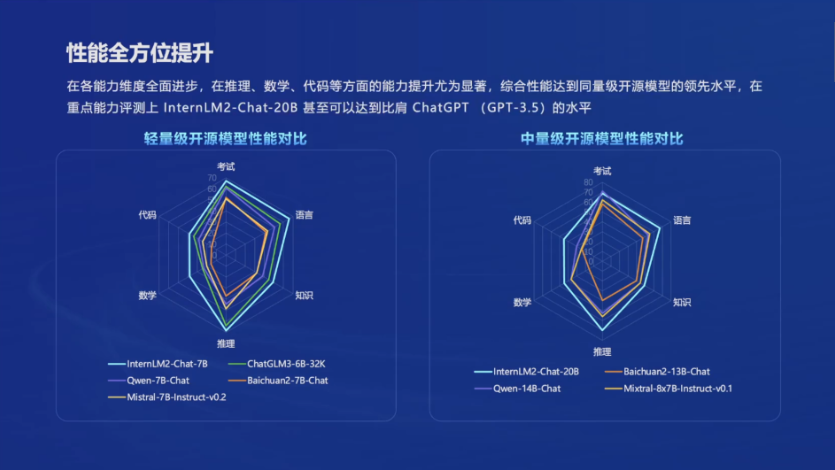 性能全方位提升
在各能力维度全面进步，在推理、数学、代码等方面的能力提升尤为显著，综合性能达到同量级开源模型的领先水平，在
重点能力评测上 InternLM2-Chat-20B 甚至可以达到比肩 ChatGPT （GPT-3.5）的水平
轻量级开源模型性能对比
考试
70
60
代码
语言
数学
知识
推理
InternLM2-Chat-7B
ChatGLM3-6B-32K
Qwen-7B-Chat
Baichuan2-7B-Chat
Mistral-7B-Instruct-v0.2
中量级开源模型性能对比
考试
80
70
60
代码
语言
数学
知识
推理
InternLM2-Chat-20B
Baichuan2-13B-Chat
Qwen-14B-Chat
Mixtral-8x7B-Instruct-v0.1